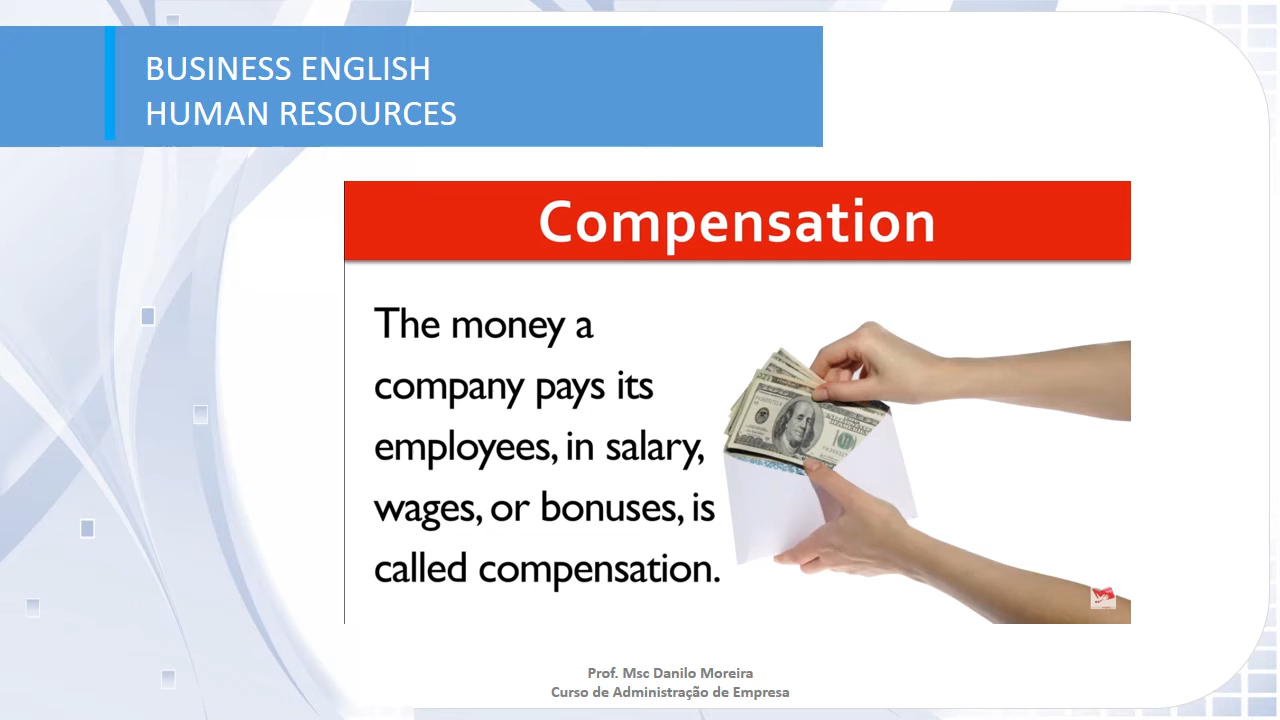 BUSINESS ENGLISH
HUMAN RESOURCES
Compensation
The money a
company pays its
employees, in salary,
wages, or bonuses, is
called compensation.
Prof. Msc Danilo Moreira
Curso de Administração de Empresa